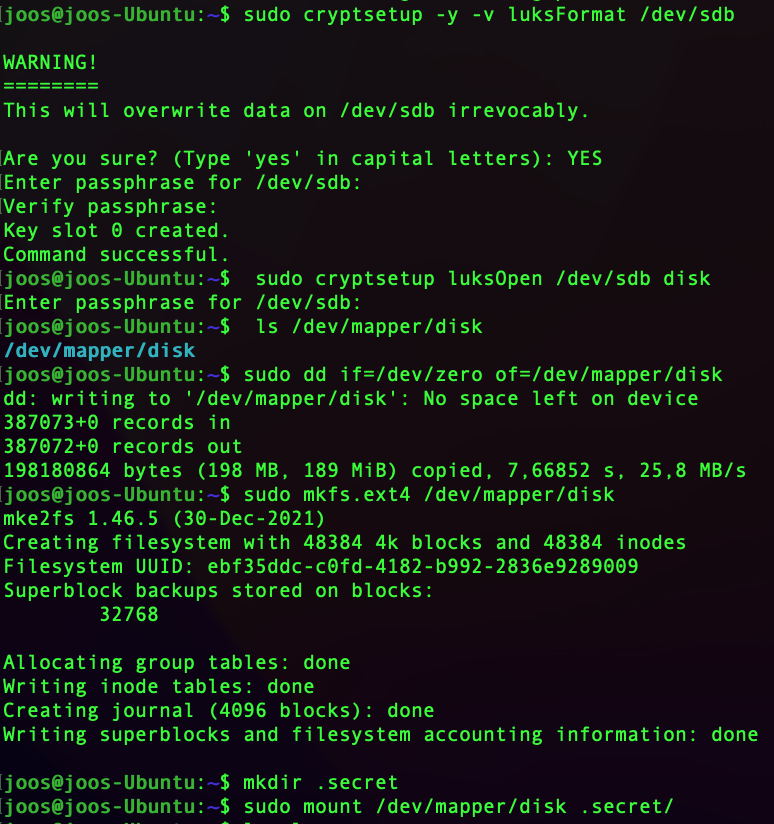 joos@joos-Ubuntu:~$ sudo cryptsetup -y -v luksFormat /dev/sdb
WARNING!
========
This will overwrite data on /dev/sdb irrevocably.
Are you sure? (Type 'yes' in capital letters): YES
Enter passphrase for /dev/sdb:
Verify passphrase:
Key slot 0 created.
Command successful.
joos@joos-Ubuntu:~$  sudo cryptsetup luksOpen /dev/sdb disk
Enter passphrase for /dev/sdb:
joos@joos-Ubuntu:~$  ls /dev/mapper/disk
/dev/mapper/disk
joos@joos-Ubuntu:~$ sudo dd if=/dev/zero of=/dev/mapper/disk
dd: writing to '/dev/mapper/disk': No space left on device
387073+0 records in
387072+0 records out
198180864 bytes (198 MB, 189 MiB) copied, 7,66852 s, 25,8 MB/s
joos@joos-Ubuntu:~$ sudo mkfs.ext4 /dev/mapper/disk
mke2fs 1.46.5 (30-Dec-2021)
Creating filesystem with 48384 4k blocks and 48384 inodes
Filesystem UUID: ebf35ddc-c0fd-4182-b992-2836e9289009
Superblock backups stored on blocks:
        32768
Allocating group tables: done
Writing inode tables: done
Creating journal (4096 blocks): done
Writing superblocks and filesystem accounting information: done
joos@joos-Ubuntu:~$ mkdir .secret
joos@joos-Ubuntu:~$ sudo mount /dev/mapper/disk .secret/